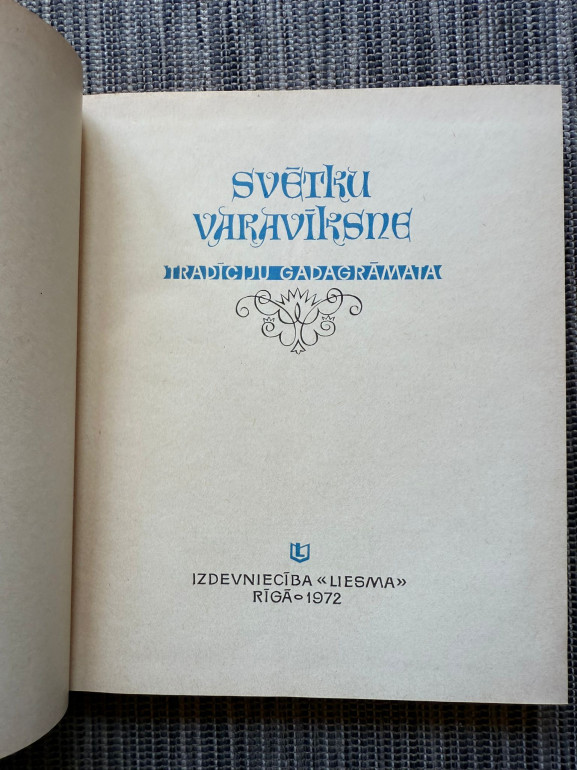 SVĒTKU
VARAVĪKSNE
TRADĪCIJU GADAGRĀMATA
IZDEVNIECĪBA «LIESMA»
RĪGĀ • 1972